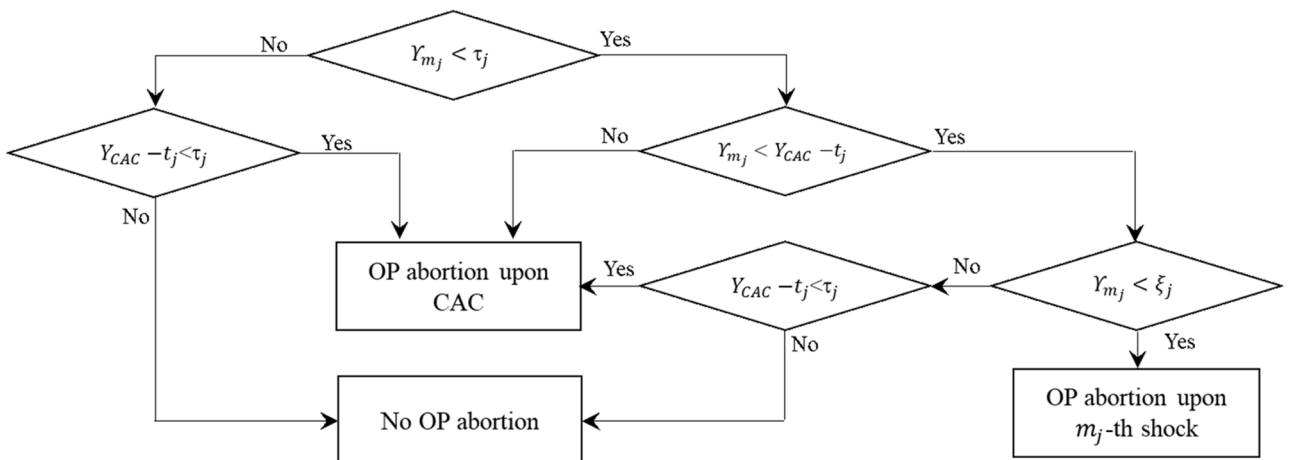 No
Yes
Υ_{m_j} < τ_j
No
Yes
Y_{CAC} − t_j < τ_j
Yes
No
Υ_{m_j} < Y_{CAC} − t_j
Yes
No
OP abortion upon
CAC
Yes
Y_{CAC} − t_j < τ_j
No
Υ_{m_j} < ξ_j
No
Yes
No OP abortion
OP abortion upon
m_j-th shock